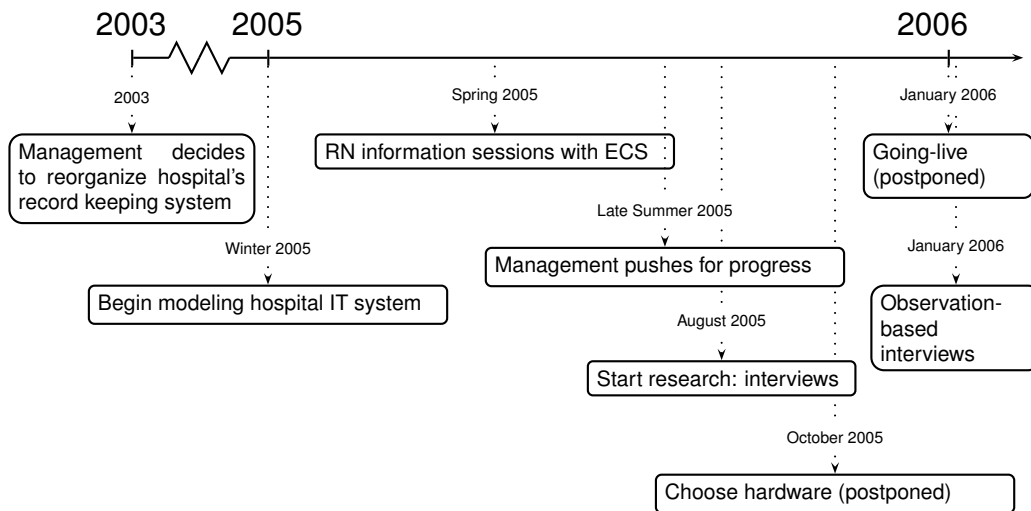 2003
2005
2006
2003
Spring 2005
January 2006
Management decides
to reorganize hospital's
record keeping system
RN information sessions with ECS
Going-live
(postponed)
Late Summer 2005
Winter 2005
January 2006
Management pushes for progress
Begin modeling hospital IT system
Observation-
based
interviews
August 2005
Start research: interviews
October 2005
Choose hardware (postponed)